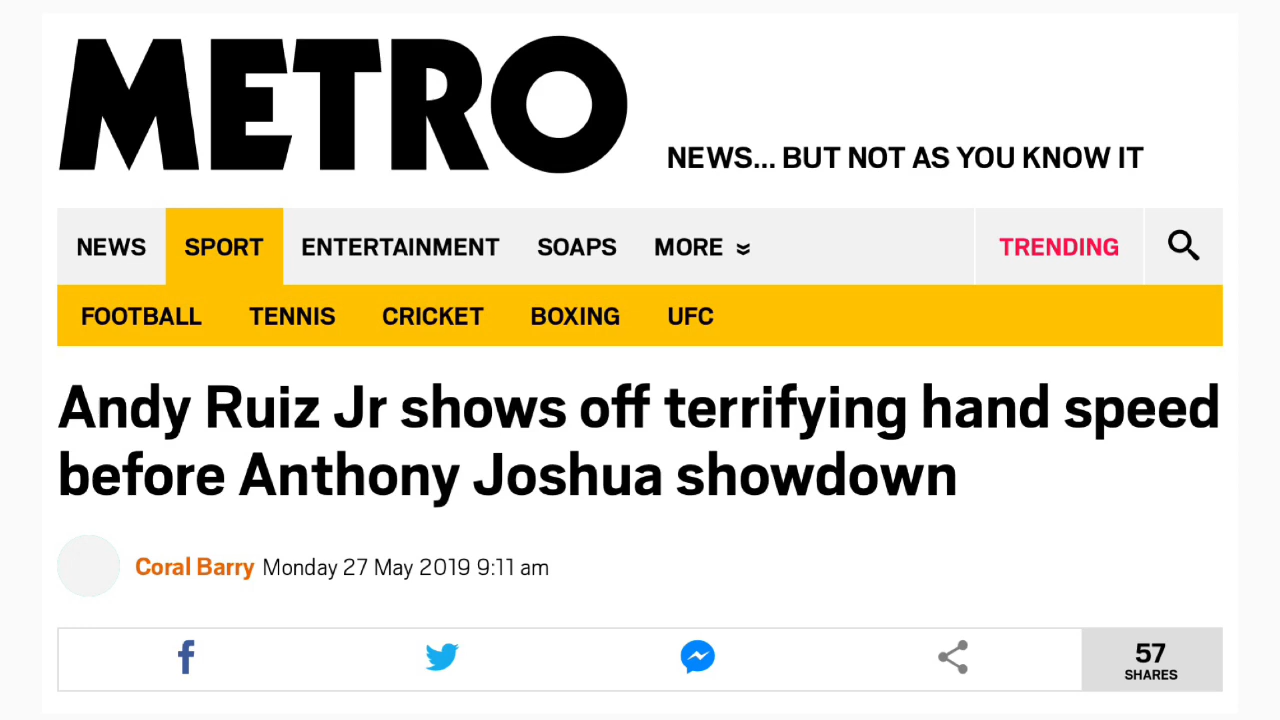 METRO
NEWS... BUT NOT AS YOU KNOW IT
NEWS SPORT ENTERTAINMENT SOAPS MORE TRENDING
FOOTBALL TENNIS CRICKET BOXING UFC
Andy Ruiz Jr shows off terrifying hand speed
before Anthony Joshua showdown
Coral Barry Monday 27 May 2019 9:11 am
57
SHARES